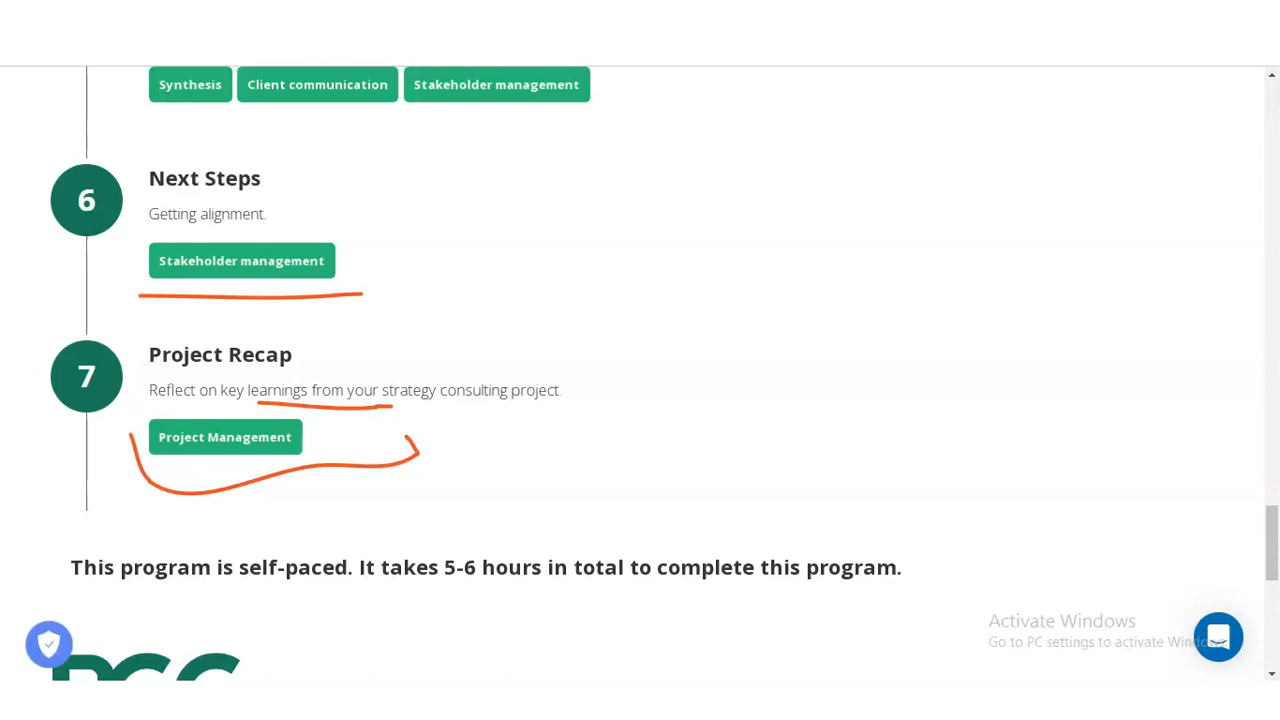 Synthesis Client communication Stakeholder management
6
Next Steps
Getting alignment.
Stakeholder management
7
Project Recap
Reflect on key learnings from your strategy consulting project.
Project Management
This program is self-paced. It takes 5-6 hours in total to complete this program.
Activate Windows
Go to PC settings to activate Windows.